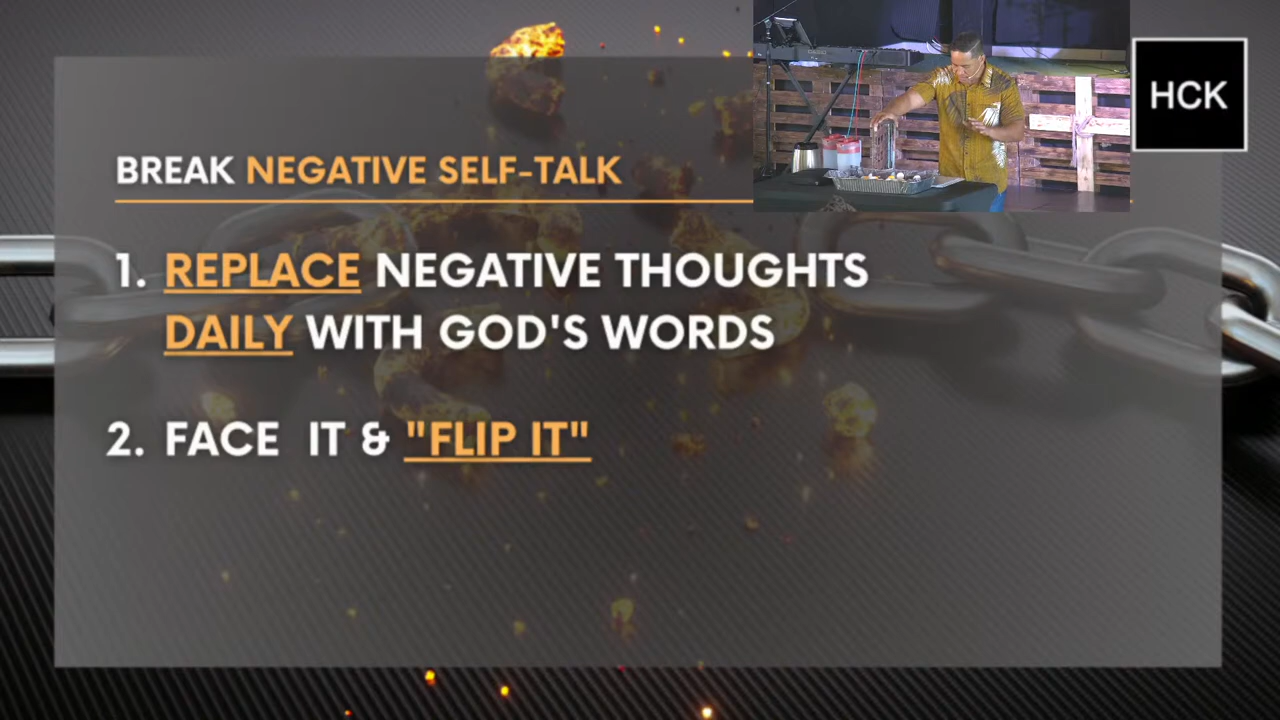 HCK
BREAK NEGATIVE SELF-TALK
1. REPLACE NEGATIVE THOUGHTS
DAILY WITH GOD'S WORDS
2. FACE IT & "FLIP IT"